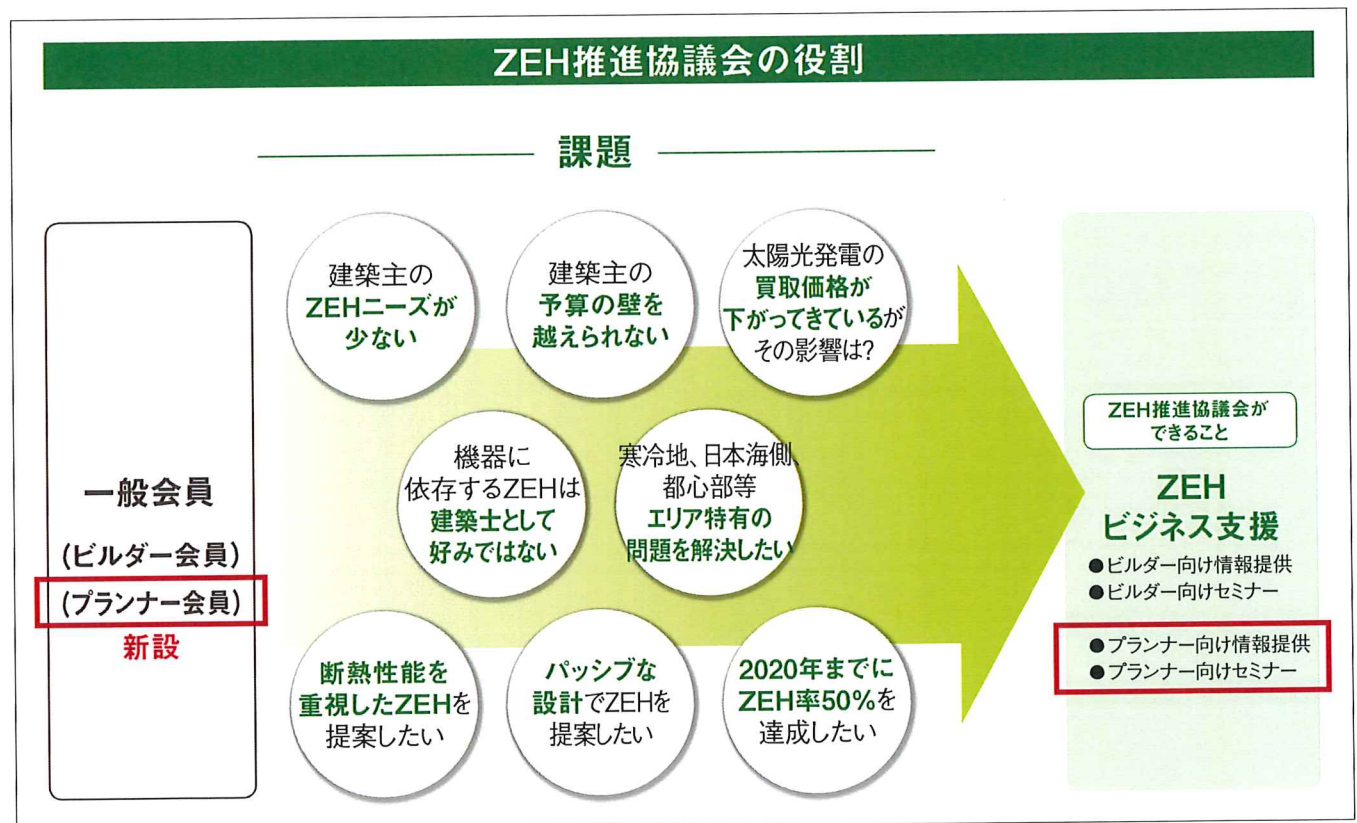 ZEH推進協議会の役割
課題
一般会員
(ビルダー会員)
(プランナー会員)
新設
建築主の
ZEHニーズが
少ない
建築主の
予算の壁を
越えられない
太陽光発電の
買取価格が
下がってきているが
その影響は?
機器に
依存するZEHは
建築士として
好みではない
寒冷地、日本海側、
都心部等
エリア特有の
問題を解決したい
断熱性能を
重視したZEHを
提案したい
パッシブな
設計でZEHを
提案したい
2020年までに
ZEH率50%を
達成したい
ZEH推進協議会が
できること
ZEH
ビジネス支援
●ビルダー向け情報提供
●ビルダー向けセミナー
●プランナー向け情報提供
●プランナー向けセミナー